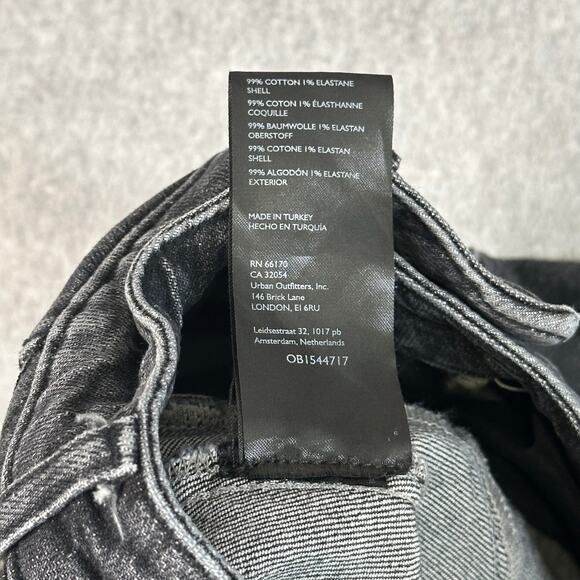 99% COTTON 1% ELASTANE
SHELL
99% COTON 1% ÉLASTHANNE
COQUILLE
99% BAUMWOLLE 1% ELASTAN
OBERSTOFF
99% COTONE 1% ELASTAN
SHELL
99% ALGODÓN 1% ELASTANE
EXTERIOR
MADE IN TURKEY
HECHO EN TURQUÍA
RN 66170
CA 32054
Urban Outfitters, Inc.
146 Brick Lane
LONDON, E1 6RU
Leidsestraat 32, 1017 pb
Amsterdam, Netherlands
OB1544717